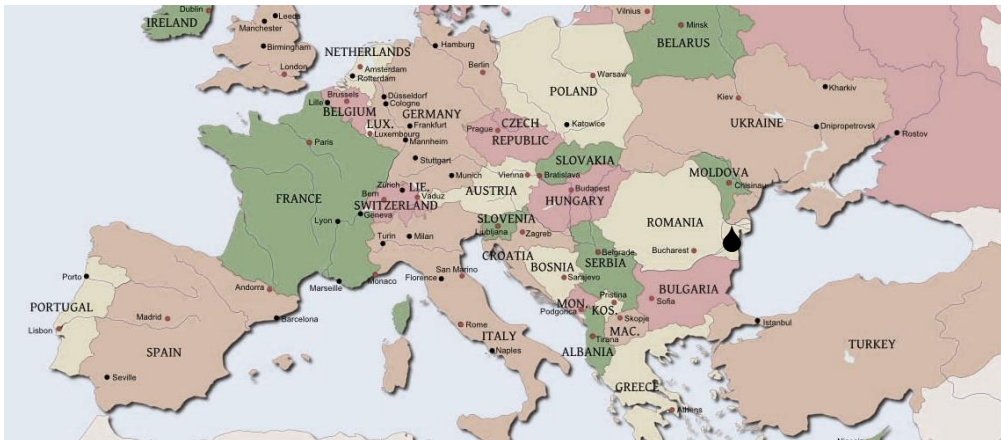 Dublin
IRELAND
Leeds
Manchester
Birmingham
London
NETHERLANDS
Amsterdam
Rotterdam
Hamburg
Berlin
Vilnius
Minsk
BELARUS
Warsaw
POLAND
Kiev
Kharkiv
UKRAINE
Dnipropetrovsk
Rostov
Brussels
Lille
BELGIUM
Düsseldorf
Cologne
GERMANY
LUX.
Luxembourg
Frankfurt
Mannheim
Prague
CZECH
REPUBLIC
Katowice
Paris
Stuttgart
SLOVAKIA
MOLDOVA
Chisinau
Munich
Vienna
Bratislava
FRANCE
Zürich
LIE.
Bern
Vaduz
SWITZERLAND
AUSTRIA
Budapest
HUNGARY
Lyon
Geneva
SLOVENIA
Ljubljana
Zagreb
ROMANIA
Turin
Milan
CROATIA
Belgrade
Bucharest
BOSNIA
SERBIA
Porto
Andorra
Marseille
Monaco
Florence
San Marino
Sarajevo
BULGARIA
Sofia
PORTUGAL
Pristina
MON.
KOS.
Podgorica
Skopje
MAC.
Lisbon
Madrid
Barcelona
Rome
ITALY
Tirana
Istanbul
TURKEY
SPAIN
Naples
ALBANIA
Seville
GREECE
Athens